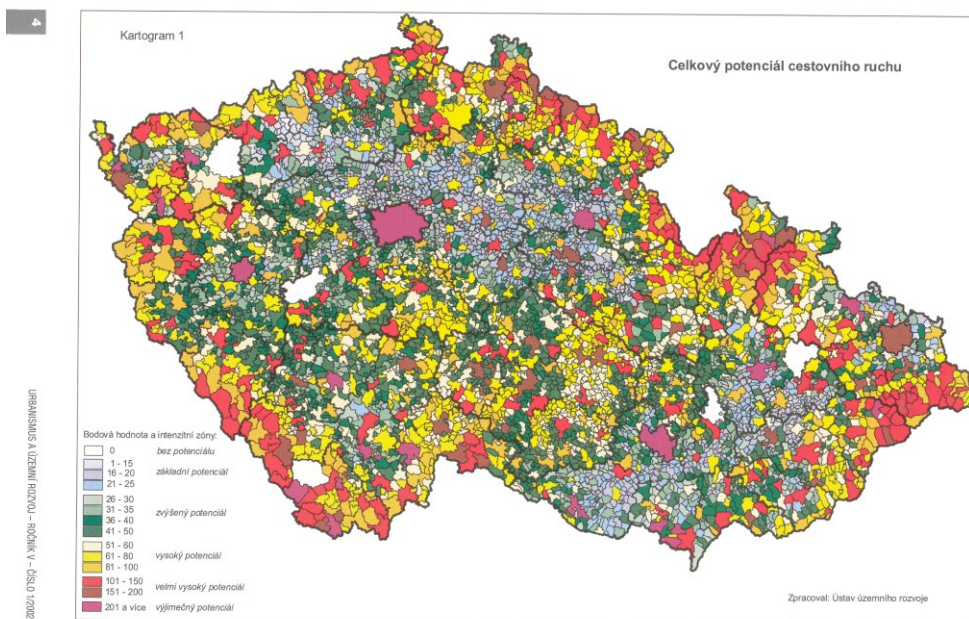 4
Kartogram 1
Celkový potenciál cestovního ruchu
Bodová hodnota a intenzitní zóny:
0 bez potenciálu
1 - 15
16 - 20 základní potenciál
21 - 25
26 - 30
31 - 35 zvýšený potenciál
36 - 40
41 - 50
51 - 60
61 - 80 vysoký potenciál
81 - 100
101 - 150 velmi vysoký potenciál
151 - 200
201 a více výjimečný potenciál
Zpracoval: Ústav územního rozvoje
URBANISMUS A ÚZEMNÍ ROZVOJ – ROČNÍK V – ČÍSLO 1/2002